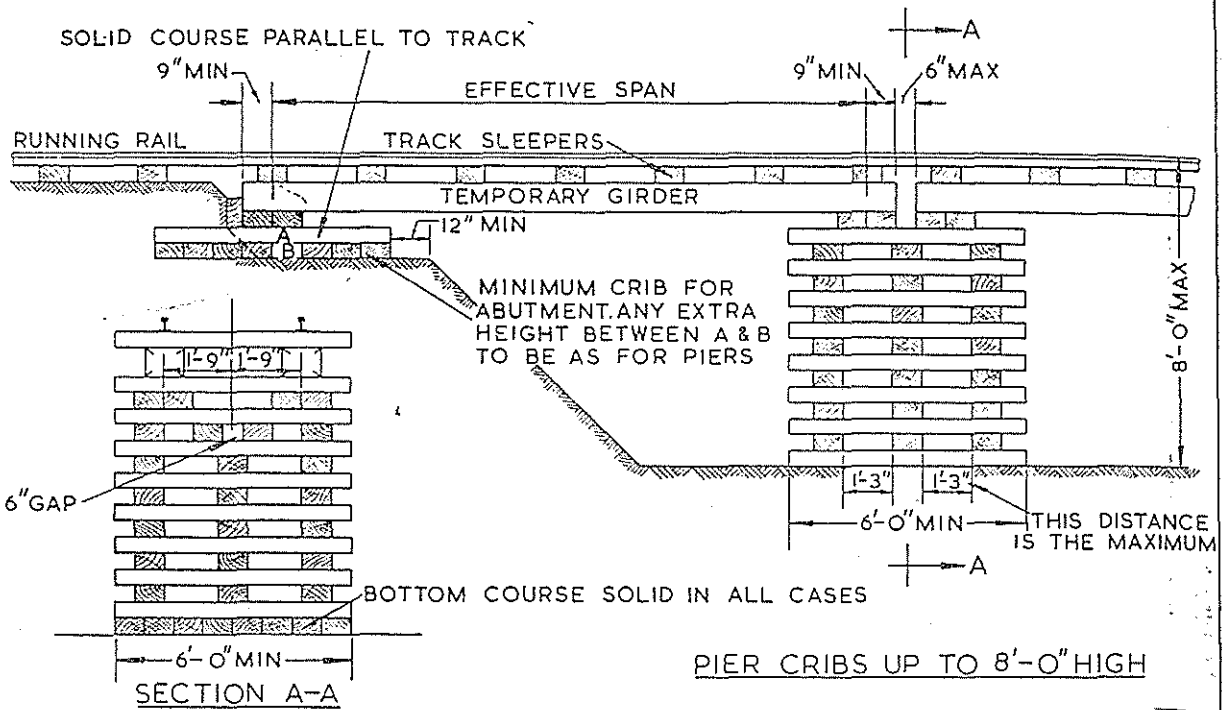 A
SOLID COURSE PARALLEL TO TRACK
9" MIN
9" MIN
6" MAX
EFFECTIVE SPAN
RUNNING RAIL
TRACK SLEEPERS
TEMPORARY GIRDER
12" MIN
A
B
MINIMUM CRIB FOR
ABUTMENT. ANY EXTRA
HEIGHT BETWEEN A & B
TO BE AS FOR PIERS
8'-0" MAX
1'-9"
1'-9"
6" GAP
1'-3"
1'-3"
6'-0" MIN
THIS DISTANCE
IS THE MAXIMUM
A
BOTTOM COURSE SOLID IN ALL CASES
6'-0" MIN
SECTION A-A
PIER CRIBS UP TO 8'-0" HIGH